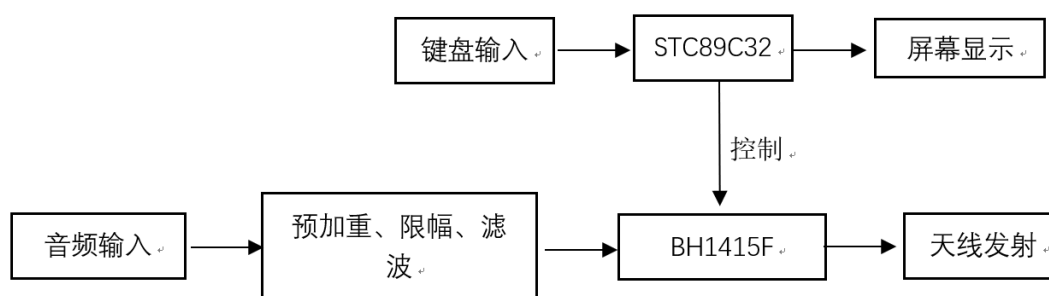 键盘输入
STC89C32
屏幕显示
控制
音频输入
预加重、限幅、滤
波
BH1415F
天线发射